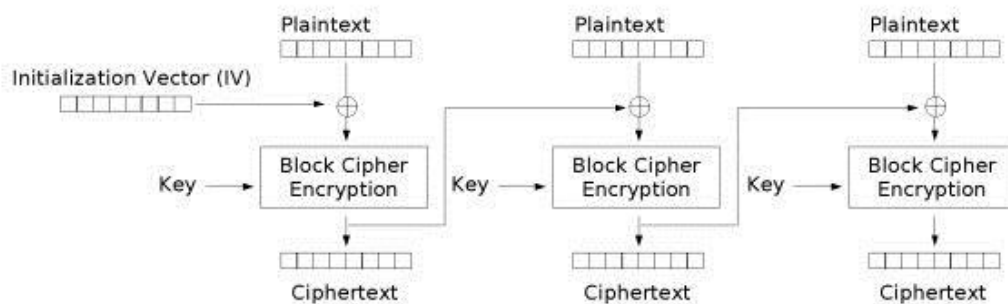 Plaintext Plaintext Plaintext
Initialization Vector (IV)
Key Block Cipher Encryption Key Block Cipher Encryption Key Block Cipher Encryption
Ciphertext Ciphertext Ciphertext